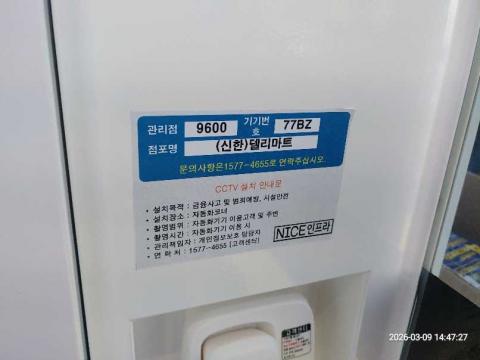 관리점 9600 기기번호 77BZ
점포명 (신한)델리마트
문의사항은1577-4655로 연락주십시오.
CCTV 설치 안내문
• 설치목적 : 금융사고 및 범죄예방, 시설안전
• 설치장소 : 자동화코너
• 촬영범위 : 자동화기기 이용고객 및 주변
• 촬영시간 : 자동화기기 이용 시
• 관리책임자 : 개인정보보호 담당자
• 연 락 처 : 1577-4655 [고객센터]
NICE인프라
고객센터
2026-03-09 14:47:27